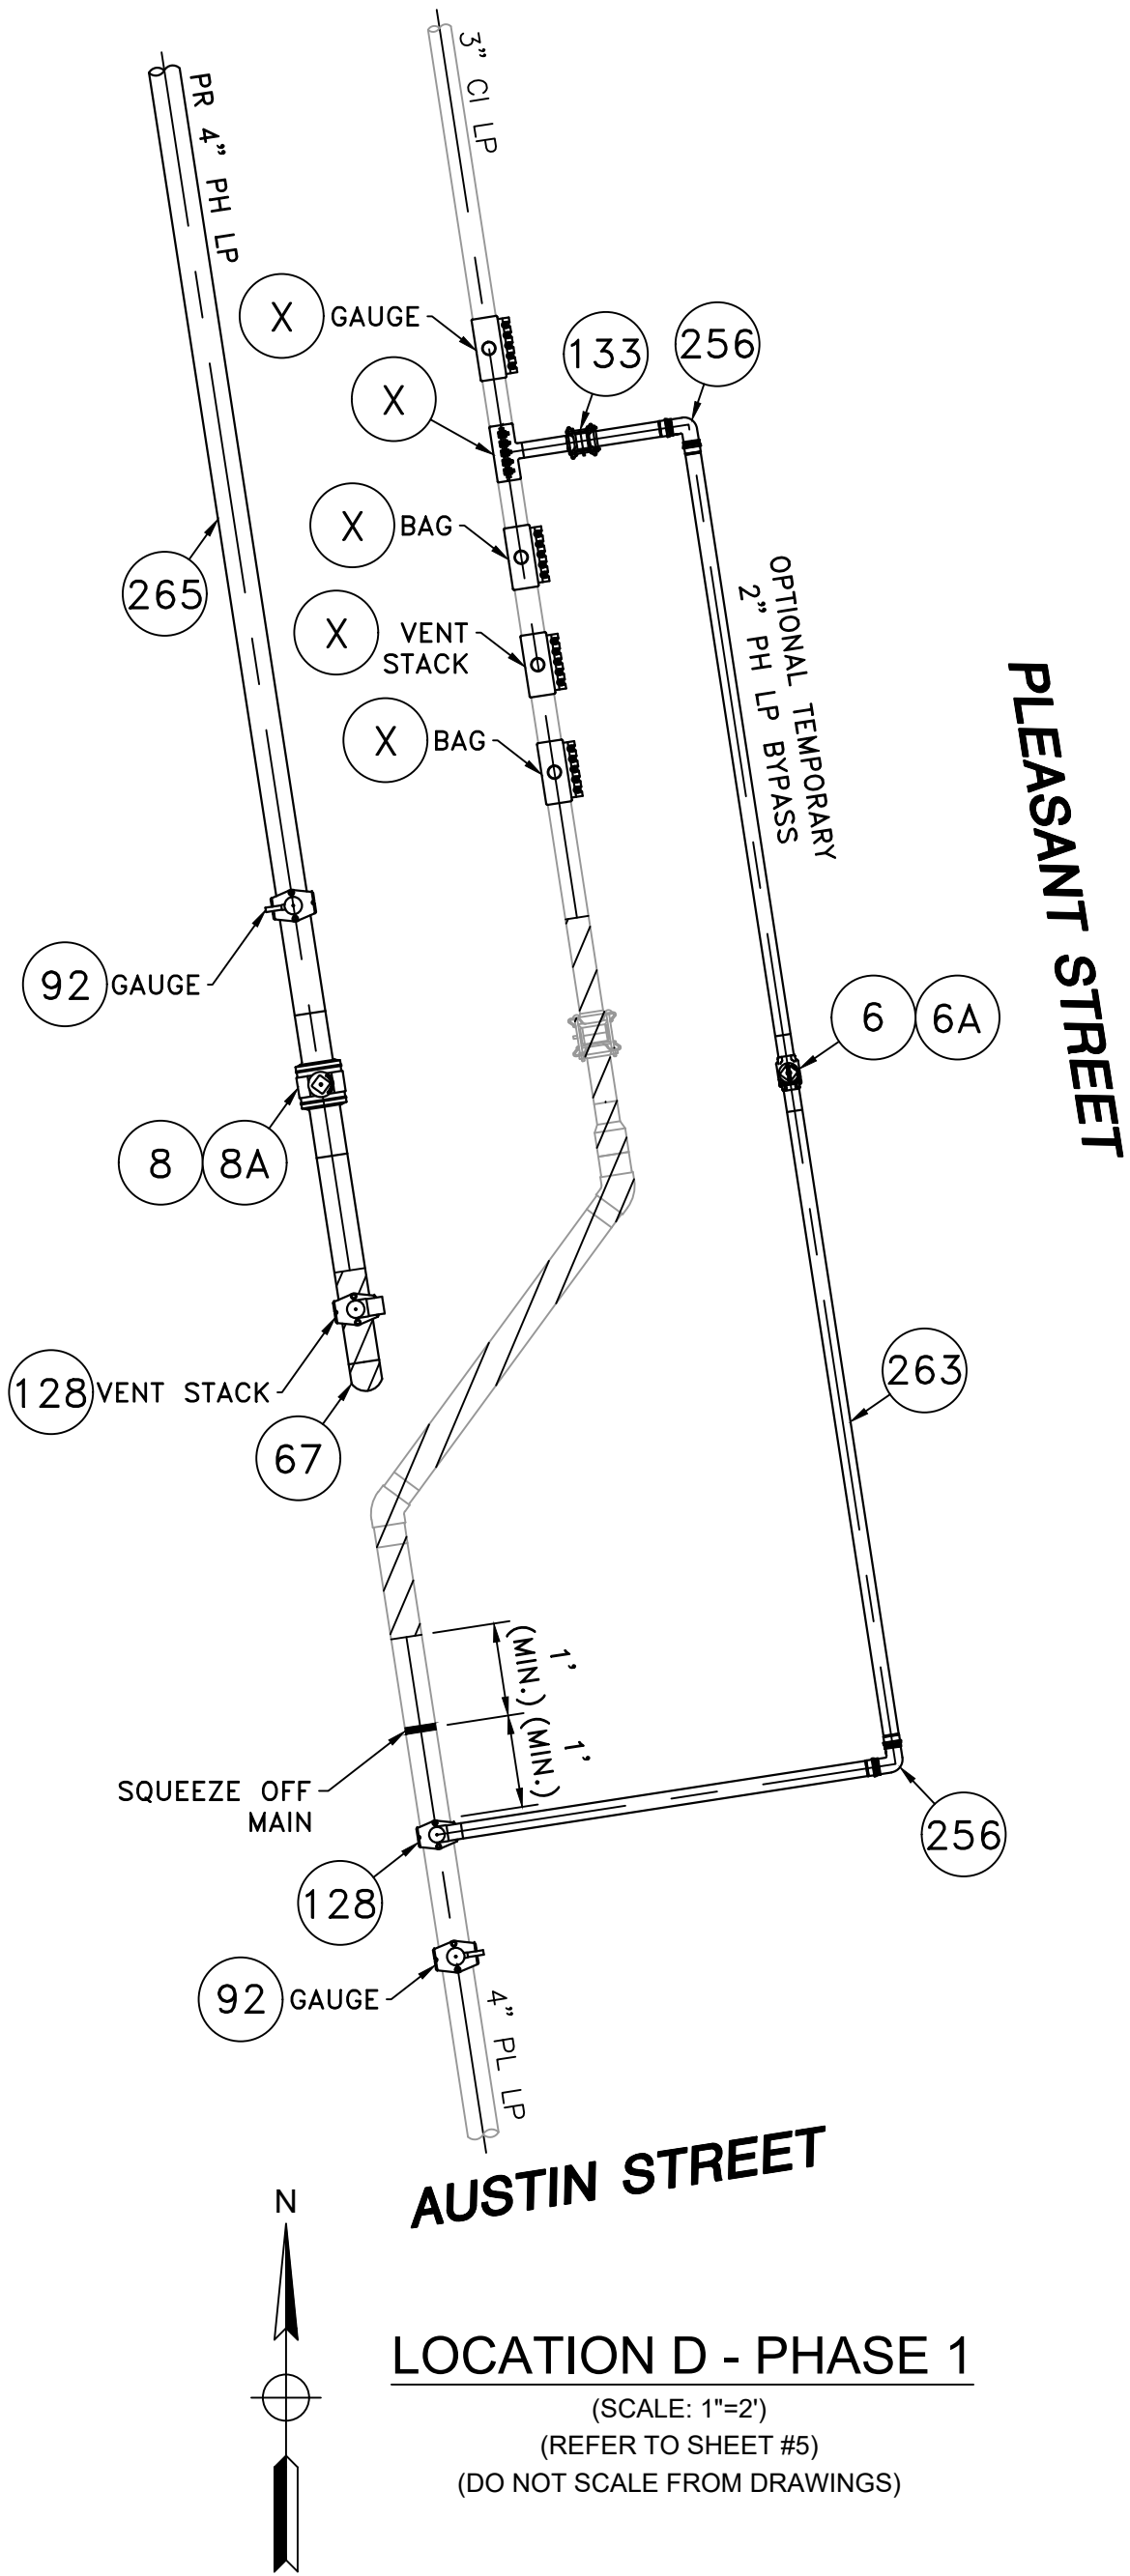 3" CI LP
PR 4" PH LP
X GAUGE
133
256
X
X BAG
265
X VENT
STACK
OPTIONAL TEMPORARY
2" PH LP BYPASS
X BAG
PLEASANT STREET
92 GAUGE
6 6A
8 8A
263
128 VENT STACK
67
1'
(MIN.)
1'
(MIN.)
SQUEEZE OFF
MAIN
256
128
92 GAUGE
4" PL LP
AUSTIN STREET
N
LOCATION D - PHASE 1
(SCALE: 1"=2')
(REFER TO SHEET #5)
(DO NOT SCALE FROM DRAWINGS)